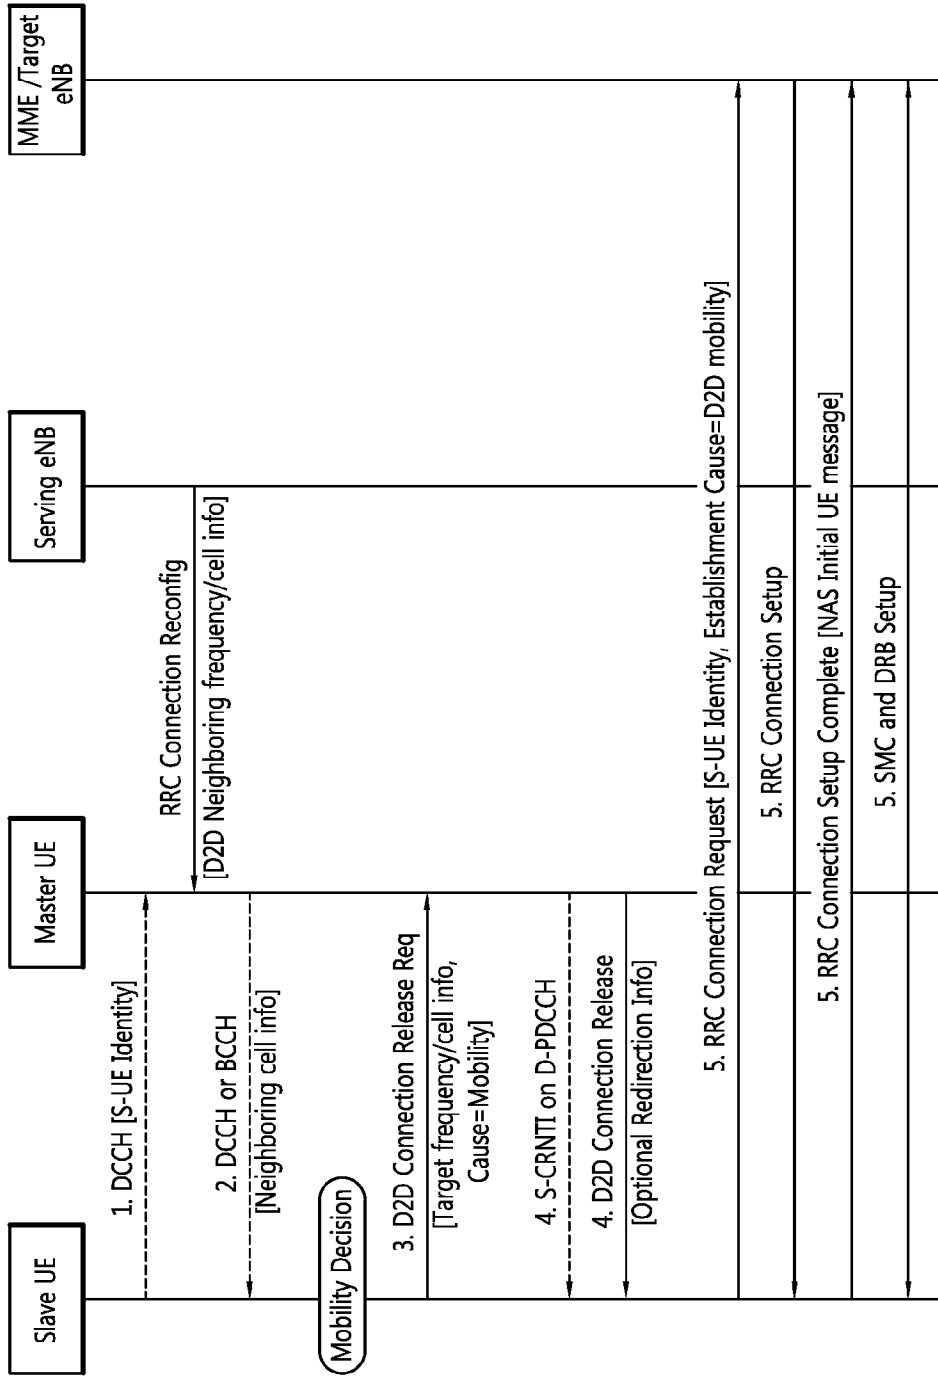 Slave UE
Master UE
Serving eNB
MME /Target
eNB
1. DCCH [S-UE Identity]
RRC Connection Reconfig
[D2D Neighboring frequency/cell info]
2. DCCH or BCCH
[Neighboring cell info]
Mobility Decision
3. D2D Connection Release Req
[Target frequency/cell info,
Cause=Mobility]
4. S-CRNTI on D-PDCCH
4. D2D Connection Release
[Optional Redirection Info]
5. RRC Connection Request [S-UE Identity, Establishment Cause=D2D mobility]
5. RRC Connection Setup
5. RRC Connection Setup Complete [NAS Initial UE message]
5. SMC and DRB Setup